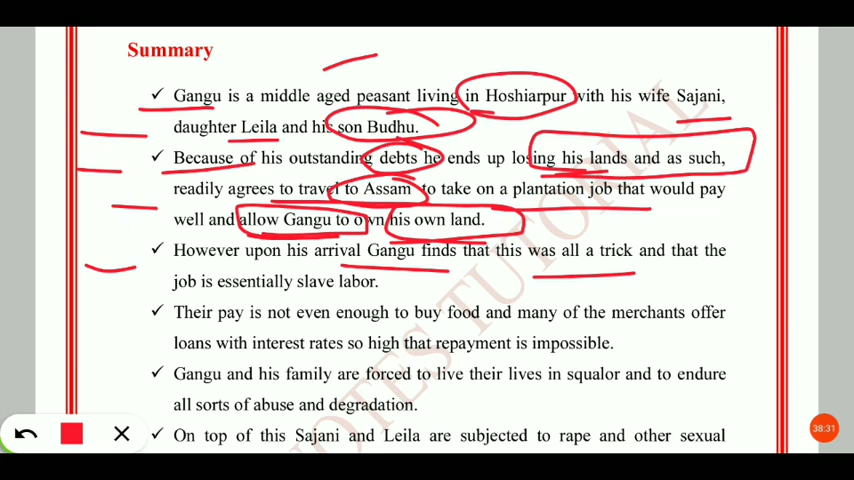 Summary
✓ Gangu is a middle aged peasant living in Hoshiarpur with his wife Sajani,
daughter Leila and his son Budhu.
✓ Because of his outstanding debts he ends up losing his lands and as such,
readily agrees to travel to Assam to take on a plantation job that would pay
well and allow Gangu to own his own land.
✓ However upon his arrival Gangu finds that this was all a trick and that the
job is essentially slave labor.
✓ Their pay is not even enough to buy food and many of the merchants offer
loans with interest rates so high that repayment is impossible.
✓ Gangu and his family are forced to live their lives in squalor and to endure
all sorts of abuse and degradation.
✓ On top of this Sajani and Leila are subjected to rape and other sexual
NOTES TUTORIAL
38:31